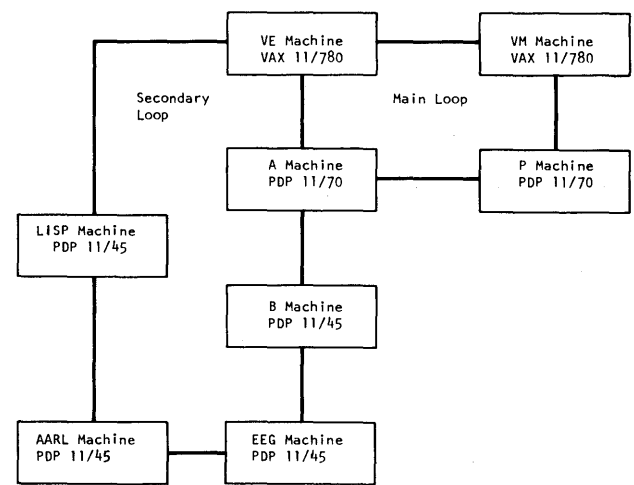 VE Machine
VAX 11/780
VM Machine
VAX 11/780
Secondary
Loop
Main Loop
A Machine
PDP 11/70
P Machine
PDP 11/70
LISP Machine
PDP 11/45
B Machine
PDP 11/45
AARL Machine
PDP 11/45
EEG Machine
PDP 11/45